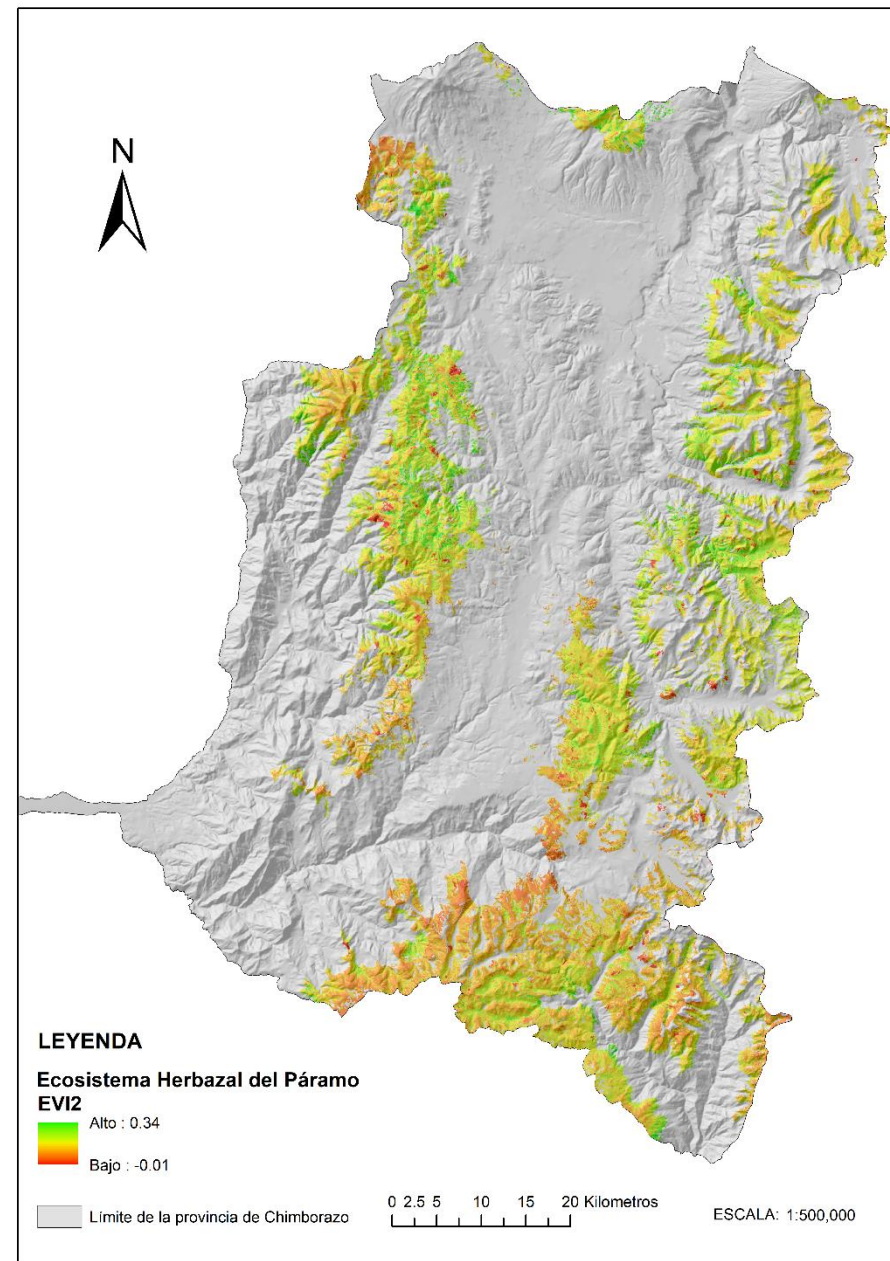 N
LEYENDA
Ecosistema Herbazal del Páramo
EVI2
Alto : 0.34
Bajo : -0.01
Límite de la provincia de Chimborazo
0 2.5 5 10 15 20 Kilometros
ESCALA: 1:500,000